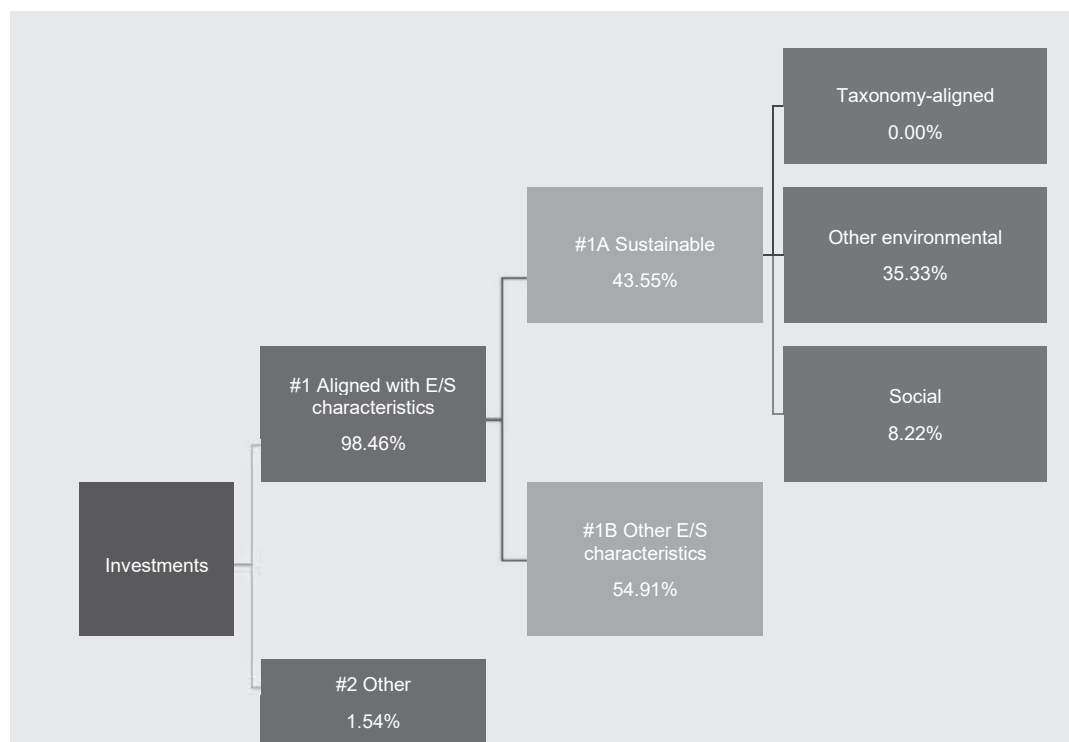 Taxonomy-aligned
0.00%
#1A Sustainable
43.55%
Other environmental
35.33%
#1 Aligned with E/S
characteristics
98.46%
Social
8.22%
Investments
#1B Other E/S
characteristics
54.91%
#2 Other
1.54%